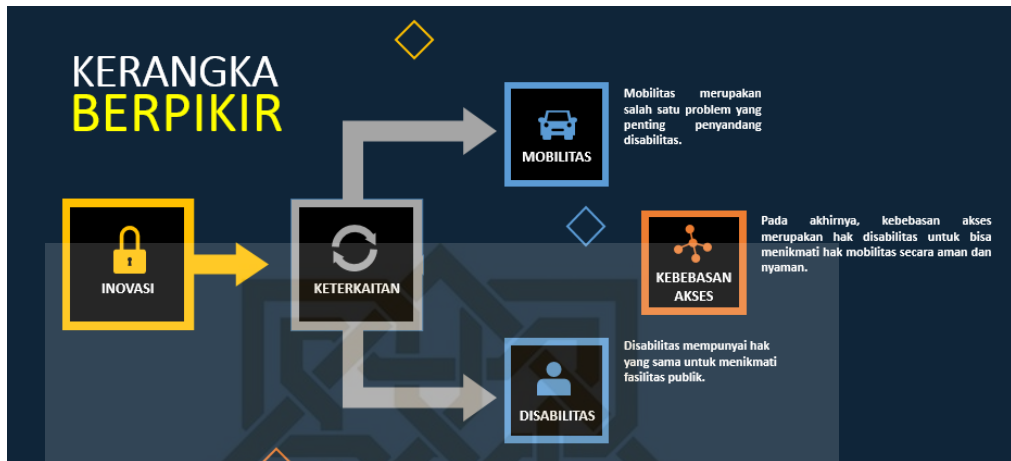 KERANGKA
BERPIKIR
INOVASI
KETERKAITAN
MOBILITAS
Mobilitas merupakan
salah satu problem yang
penting penyandang
disabilitas.
KEBEBASAN
AKSES
Pada akhirnya, kebebasan akses
merupakan hak disabilitas untuk bisa
menikmati hak mobilitas secara aman dan
nyaman.
DISABILITAS
Disabilitas mempunyai hak
yang sama untuk menikmati
fasilitas publik.